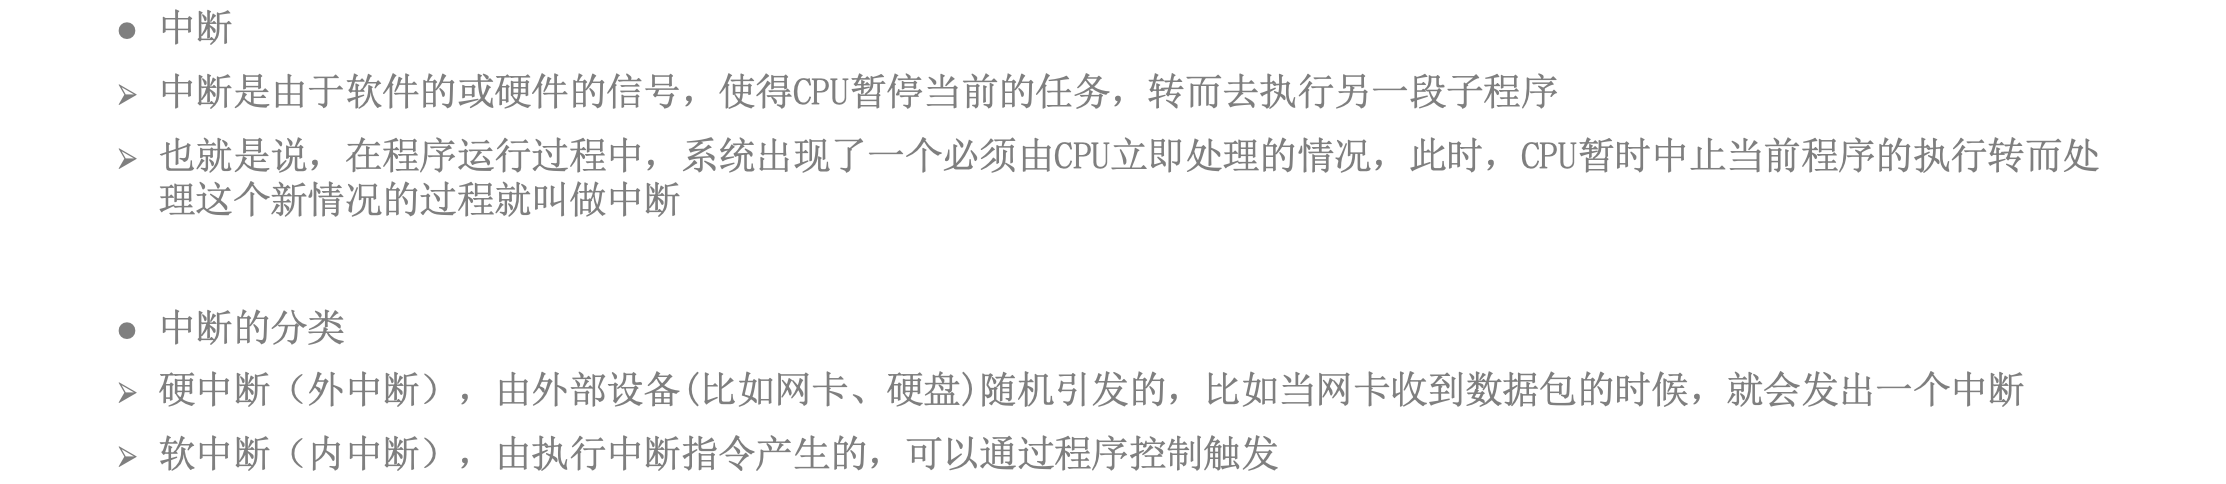 ● 中断
➢ 中断是由于软件的或硬件的信号，使得CPU暂停当前的任务，转而去执行另一段子程序
➢ 也就是说，在程序运行过程中，系统出现了一个必须由CPU立即处理的情况，此时，CPU暂时中止当前程序的执行转而处
理这个新情况的过程就叫做中断
● 中断的分类
➢ 硬中断（外中断），由外部设备(比如网卡、硬盘)随机引发的，比如当网卡收到数据包的时候，就会发出一个中断
➢ 软中断（内中断），由执行中断指令产生的，可以通过程序控制触发